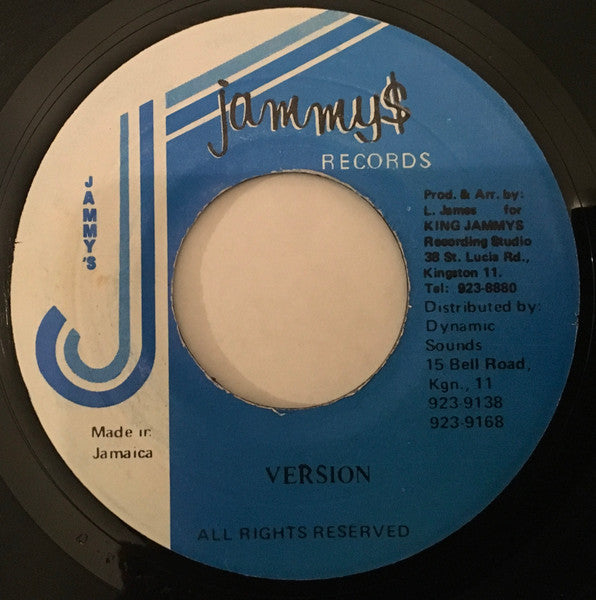 jammy$
RECORDS
JAMMY'S
Prod. & Arr. by:
L. James for
KING JAMMYS
Recording Studio
38 St. Lucia Rd.,
Kingston 11.
Tel: 923-8880
Distributed by:
Dynamic
Sounds
15 Bell Road,
Kgn., 11
923-9138
923-9168
Made in
Jamaica
VERSION
ALL RIGHTS RESERVED